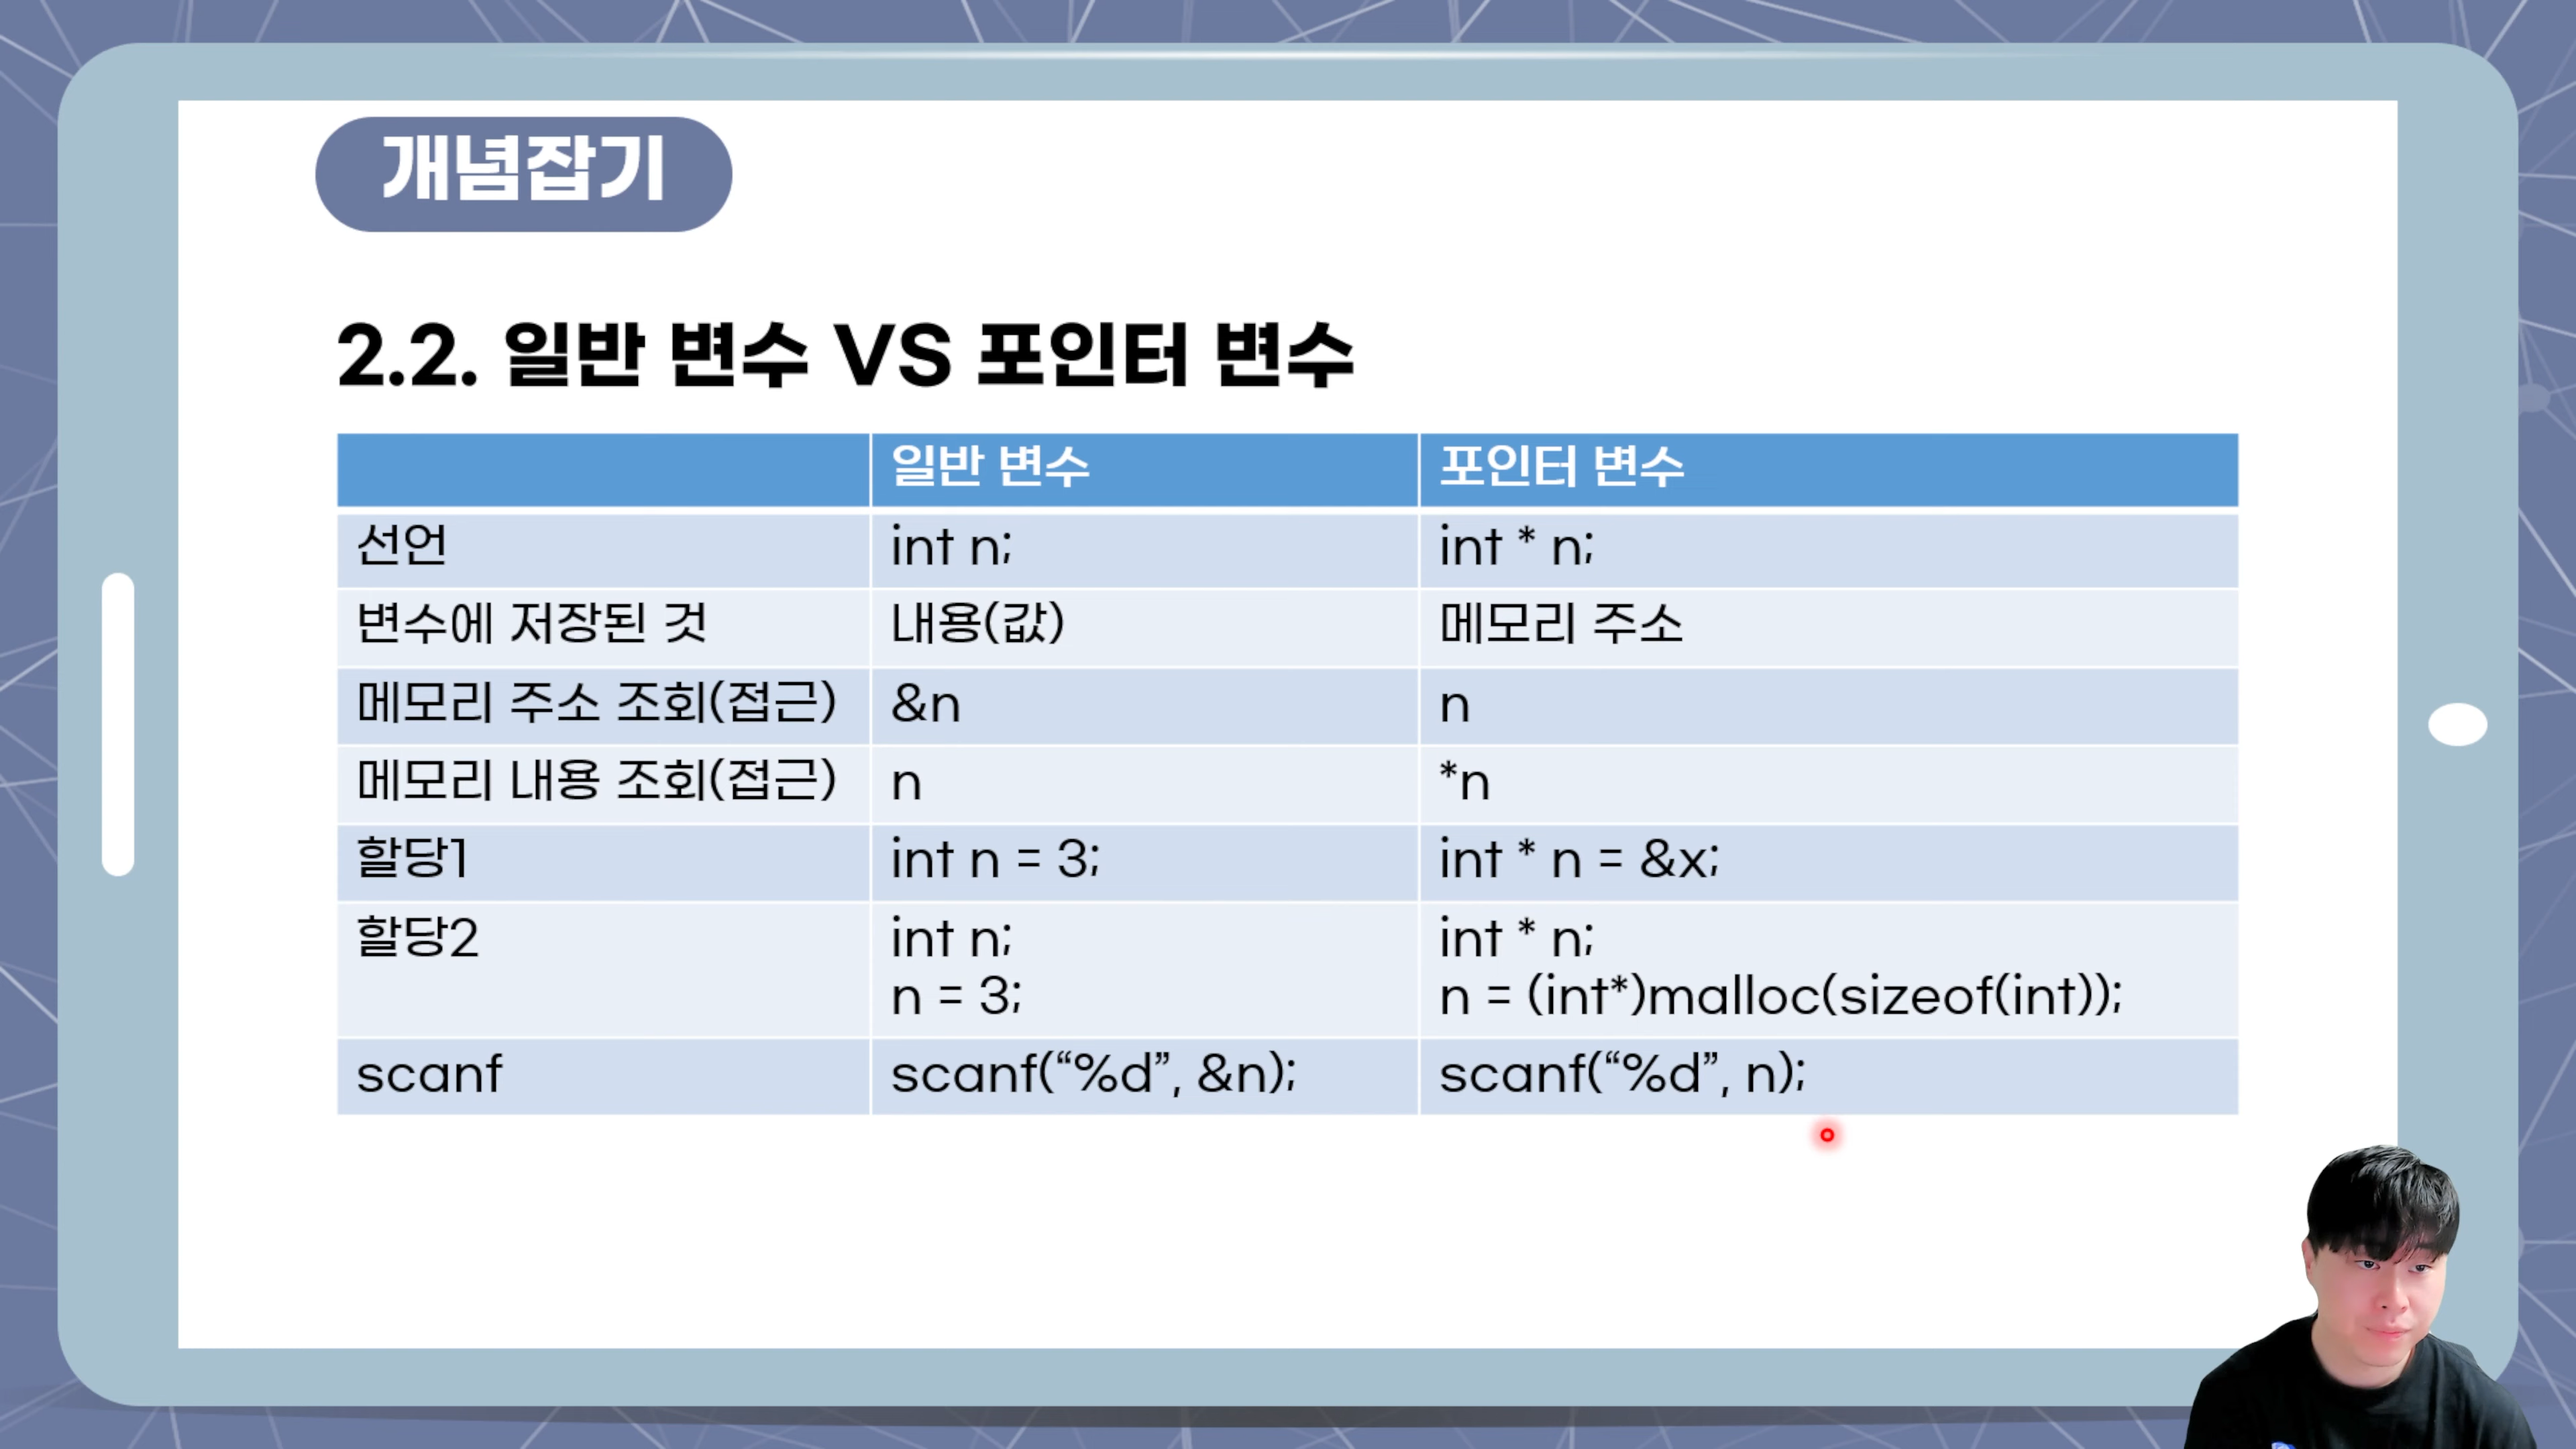 개념잡기
2.2. 일반 변수 VS 포인터 변수
일반 변수 포인터 변수
선언 int n; int * n;
변수에 저장된 것 내용(값) 메모리 주소
메모리 주소 조회(접근) &n n
메모리 내용 조회(접근) n *n
할당1 int n = 3; int * n = &x;
할당2 int n; int * n;
n = 3; n = (int*)malloc(sizeof(int));
scanf scanf(“%d”, &n); scanf(“%d”, n);